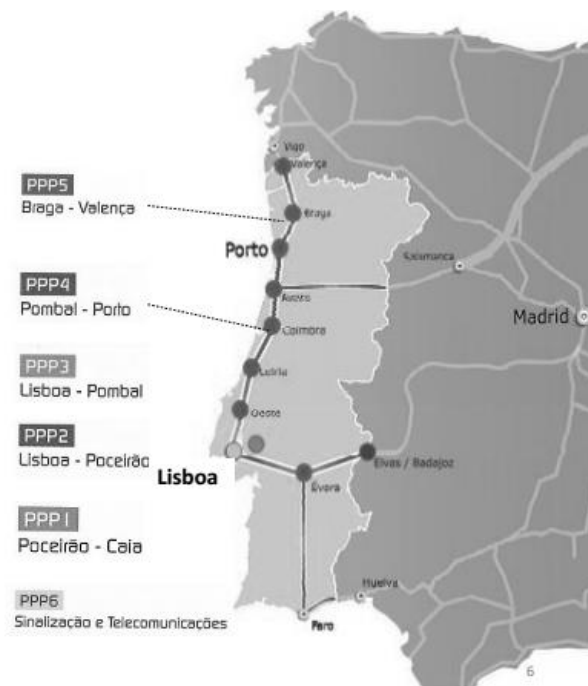 PPP5
Braga - Valença
PPP4
Pombal - Porto
PPP3
Lisboa - Pombal
PPP2
Lisboa - Poceirão
PPP1
Poceirão - Caia
PPP6
Sinalização e Telecomunicações
Vigo
Valença
Braga
Porto
Salamanca
Aveiro
Madrid
Coimbra
Leiria
Oeste
Lisboa
Elvas / Badajoz
Évora
Huelva
Faro
6